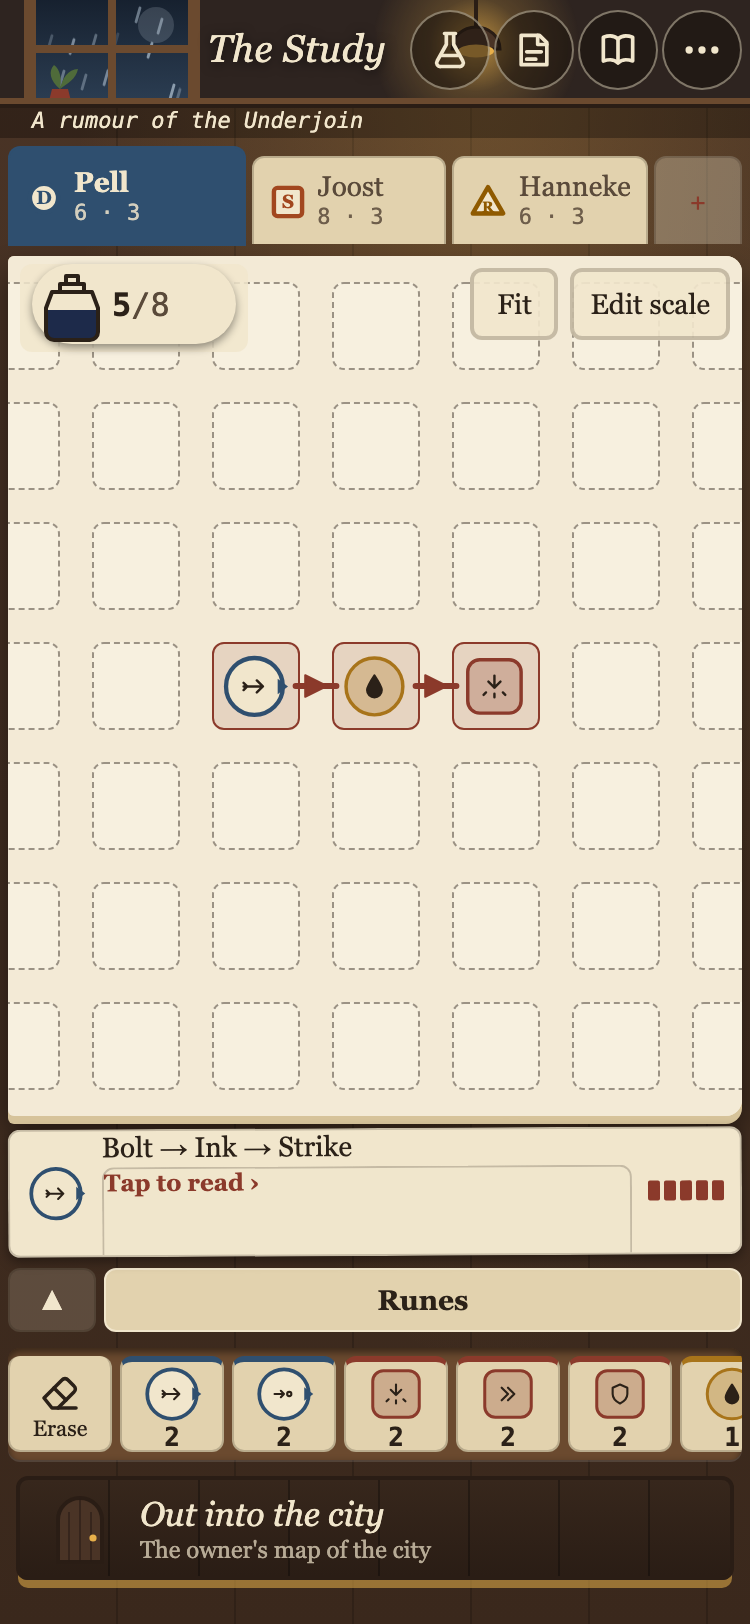 The Study
A rumour of the Underjoin
D
Pell
6 · 3
S
Joost
8 · 3
R
Hanneke
6 · 3
+
5/8
Fit
Edit scale
Bolt → Ink → Strike
Tap to read ›
▲
Runes
Erase
2
2
2
2
2
1
Out into the city
The owner's map of the city